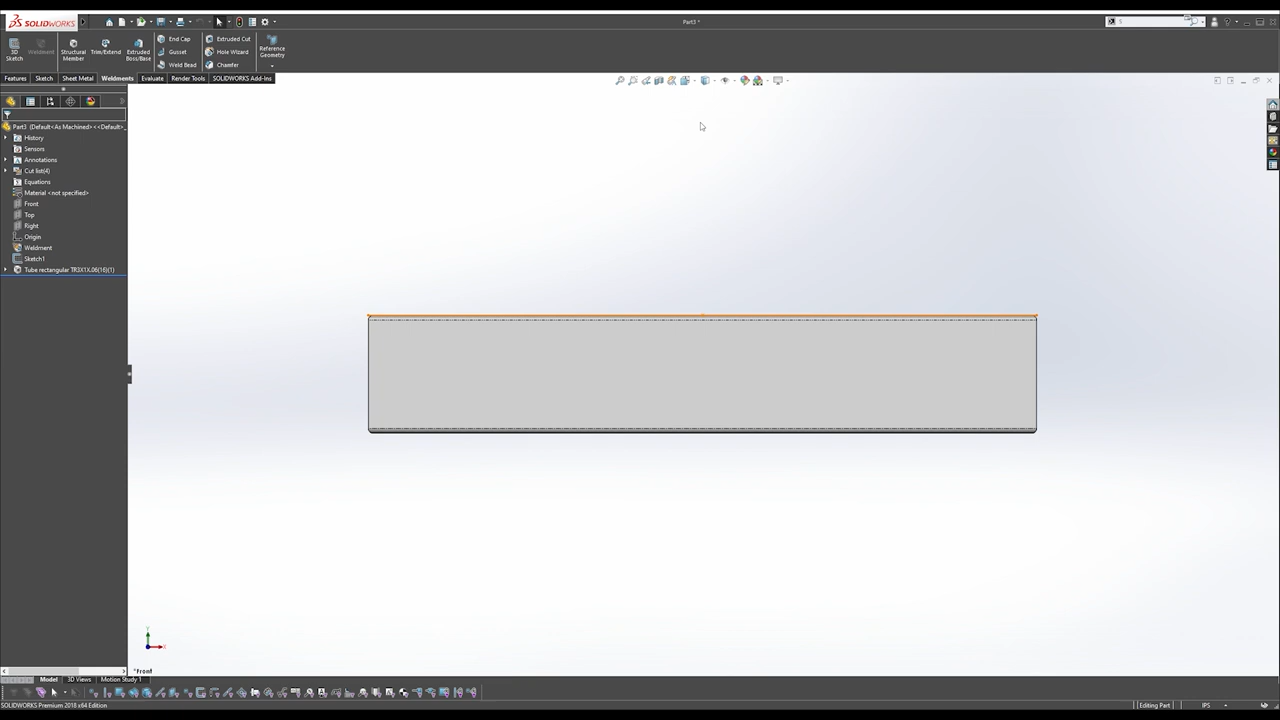 SOLIDWORKS
Part3 *
S
3D Sketch
Weldment
Structural Member
Trim/Extend
Extruded Boss/Base
End Cap
Gusset
Weld Bead
Extruded Cut
Hole Wizard
Chamfer
Reference Geometry
Features Sketch Sheet Metal Weldments Evaluate Render Tools SOLIDWORKS Add-Ins
Part3 (Default<As Machined><<Default>_
History
Sensors
Annotations
Cut list(4)
Equations
Material <not specified>
Front
Top
Right
Origin
Weldment
Sketch1
Tube rectangular TR3X1X.06(16)(1)
Y
X
*Front
Model 3D Views Motion Study 1
SOLIDWORKS Premium 2018 x64 Edition
Editing Part
IPS